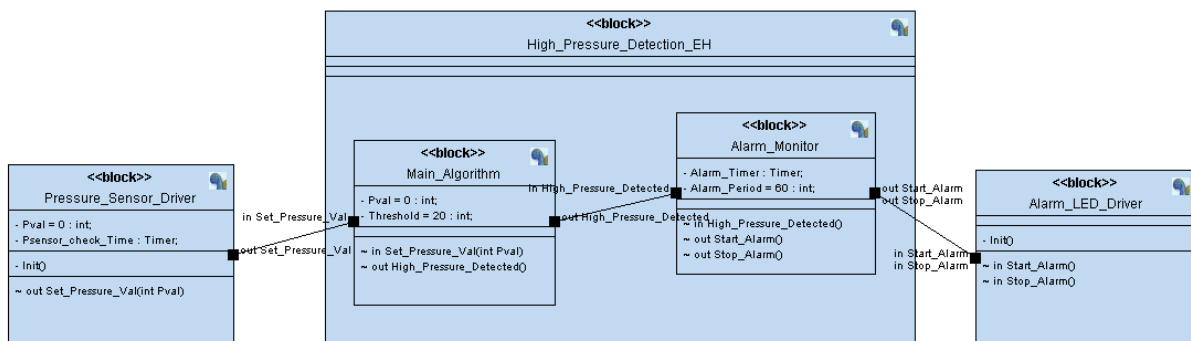 <<block>>
High_Pressure_Detection_EH
<<block>>
Pressure_Sensor_Driver
- Pval = 0 : int;
- Psensor_check_Time : Timer;
- Init()
~ out Set_Pressure_Val(int Pval)
in Set_Pressure_Val
out Set_Pressure_Val
<<block>>
Main_Algorithm
- Pval = 0 : int;
- Threshold = 20 : int;
~ in Set_Pressure_Val(int Pval)
~ out High_Pressure_Detected()
in High_Pressure_Detected
out High_Pressure_Detected
<<block>>
Alarm_Monitor
- Alarm_Timer : Timer;
- Alarm_Period = 60 : int;
~ in High_Pressure_Detected()
~ out Start_Alarm()
~ out Stop_Alarm()
out Start_Alarm
out Stop_Alarm
in Start_Alarm
in Stop_Alarm
<<block>>
Alarm_LED_Driver
- Init()
~ in Start_Alarm()
~ in Stop_Alarm()